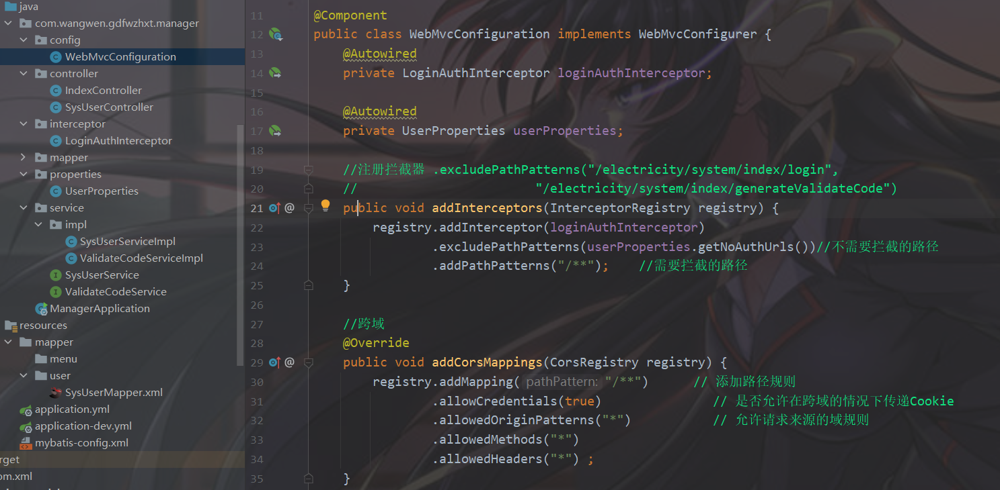 java
com.wangwen.gdfwzhxt.manager
config
WebMvcConfiguration
controller
IndexController
SysUserController
interceptor
LoginAuthInterceptor
mapper
properties
UserProperties
service
impl
SysUserServiceImpl
ValidateCodeServiceImpl
SysUserService
ValidateCodeService
ManagerApplication
resources
mapper
menu
user
SysUserMapper.xml
application.yml
application-dev.yml
mybatis-config.xml
rget
om.xml
11 @Component
12 public class WebMvcConfiguration implements WebMvcConfigurer {
13 @Autowired
14 private LoginAuthInterceptor loginAuthInterceptor;
15
16 @Autowired
17 private UserProperties userProperties;
18
19 //注册拦截器 .excludePathPatterns("/electricity/system/index/login",
20 // "/electricity/system/index/generateValidateCode")
21 @ public void addInterceptors(InterceptorRegistry registry) {
22 registry.addInterceptor(loginAuthInterceptor)
23 .excludePathPatterns(userProperties.getNoAuthUrls())//不需要拦截的路径
24 .addPathPatterns("/**"); //需要拦截的路径
25 }
26
27 //跨域
28 @Override
29 @ public void addCorsMappings(CorsRegistry registry) {
30 registry.addMapping( pathPattern: "/**") // 添加路径规则
31 .allowCredentials(true) // 是否允许在跨域的情况下传递Cookie
32 .allowedOriginPatterns("*") // 允许请求来源的域规则
33 .allowedMethods("*")
34 .allowedHeaders("*") ;
35 }